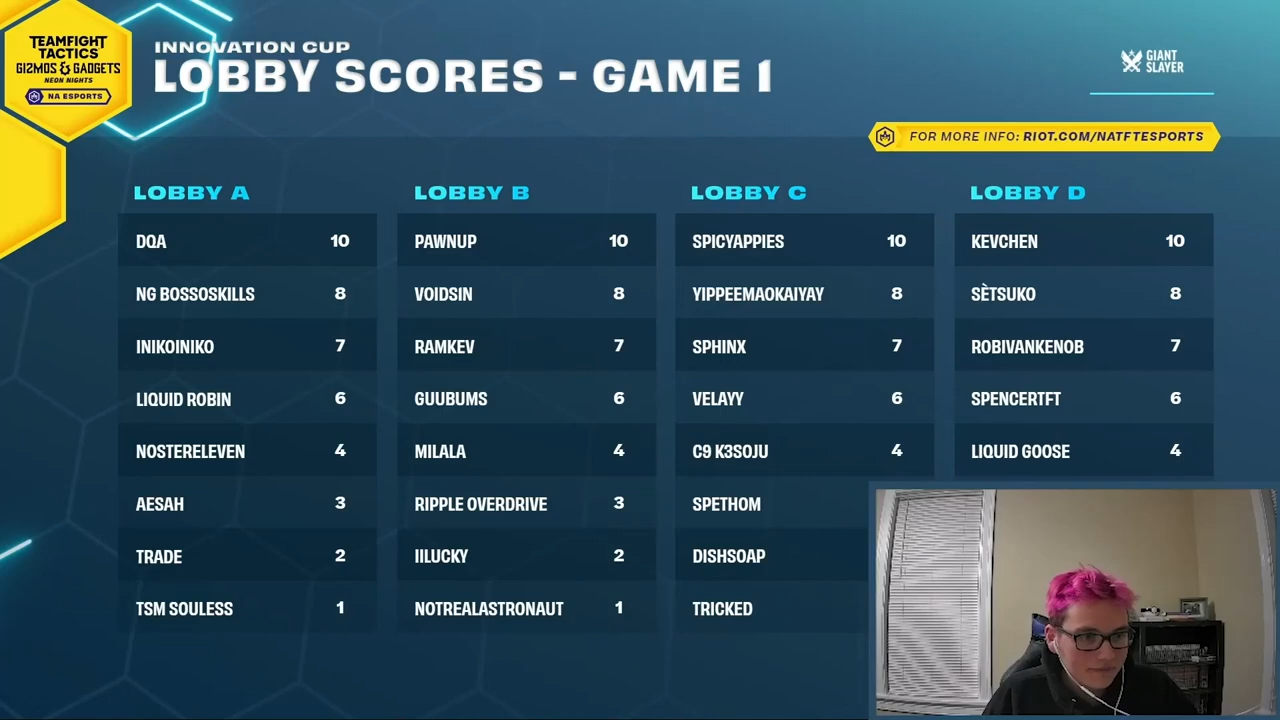 TEAMFIGHT
TACTICS
GIZMOS & GADGETS
NEON NIGHTS
NA ESPORTS
INNOVATION CUP
LOBBY SCORES - GAME 1
GIANT
SLAYER
FOR MORE INFO: RIOT.COM/NATFTESPORTS
LOBBY A
DQA 10
NG BOSSOSKILLS 8
INIKOINIKO 7
LIQUID ROBIN 6
NOSTERELEVEN 4
AESAH 3
TRADE 2
TSM SOULESS 1
LOBBY B
PAWNUP 10
VOIDSIN 8
RAMKEV 7
GUUBUMS 6
MILALA 4
RIPPLE OVERDRIVE 3
IILUCKY 2
NOTREALASTRONAUT 1
LOBBY C
SPICYAPPIES 10
YIPPEEMAOKAIYAY 8
SPHINX 7
VELAYY 6
C9 K3SOJU 4
SPETHOM
DISHSOAP
TRICKED
LOBBY D
KEVCHEN 10
SÈTSUKO 8
ROBIVANKENOB 7
SPENCERTFT 6
LIQUID GOOSE 4